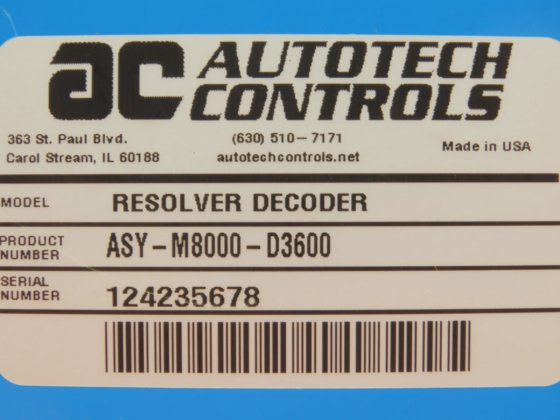 ac AUTOTECH
CONTROLS
363 St. Paul Blvd.
Carol Stream, IL 60188
(630) 510-7171
autotechcontrols.net
Made in USA
MODEL RESOLVER DECODER
PRODUCT
NUMBER ASY-M8000-D3600
SERIAL
NUMBER 124235678